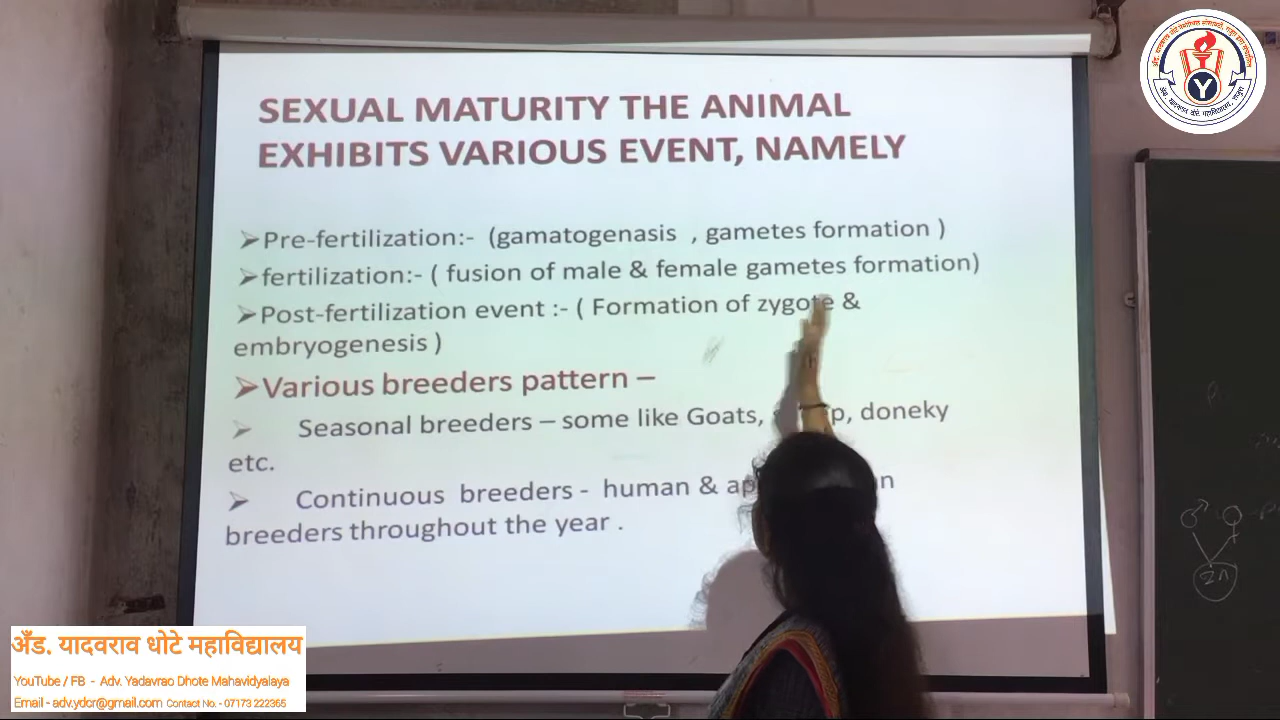 SEXUAL MATURITY THE ANIMAL
EXHIBITS VARIOUS EVENT, NAMELY
➢Pre-fertilization:- (gamatogenasis , gametes formation )
➢fertilization:- ( fusion of male & female gametes formation)
➢Post-fertilization event :- ( Formation of zygote &
embryogenesis )
➢Various breeders pattern –
➢ Seasonal breeders – some like Goats, doneky
etc.
➢ Continuous breeders - human &
breeders throughout the year .
♂ ♀
2n
Y
अँड. यादवराव धोटे महाविद्यालय
YouTube / FB - Adv. Yadavrao Dhote Mahavidyalaya
Email - adv.ydcr@gmail.com Contact No. - 07173 222365